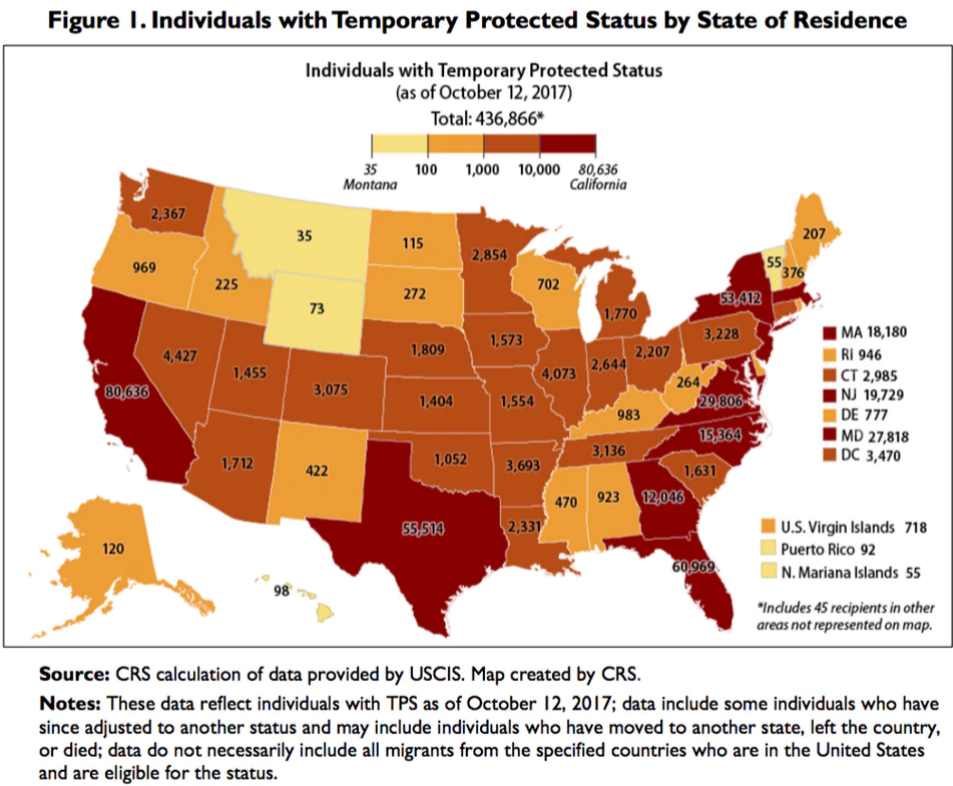 Figure 1. Individuals with Temporary Protected Status by State of Residence
Individuals with Temporary Protected Status
(as of October 12, 2017)
Total: 436,866*
35 100 1,000 10,000 80,636
Montana California
2,367
35
115
2,854
207
969
225
272
702
55
376
73
53,412
1,770
3,228
4,427
1,455
3,075
1,809
1,573
4,073
2,644
2,207
264
80,636
1,404
1,554
983
29,806
15,364
1,712
422
1,052
3,693
3,136
1,631
470
923
12,046
55,514
2,331
60,969
120
98
MA 18,180
RI 946
CT 2,985
NJ 19,729
DE 777
MD 27,818
DC 3,470
U.S. Virgin Islands 718
Puerto Rico 92
N. Mariana Islands 55
*Includes 45 recipients in other
areas not represented on map.
Source: CRS calculation of data provided by USCIS. Map created by CRS.
Notes: These data reflect individuals with TPS as of October 12, 2017; data include some individuals who have
since adjusted to another status and may include individuals who have moved to another state, left the country,
or died; data do not necessarily include all migrants from the specified countries who are in the United States
and are eligible for the status.